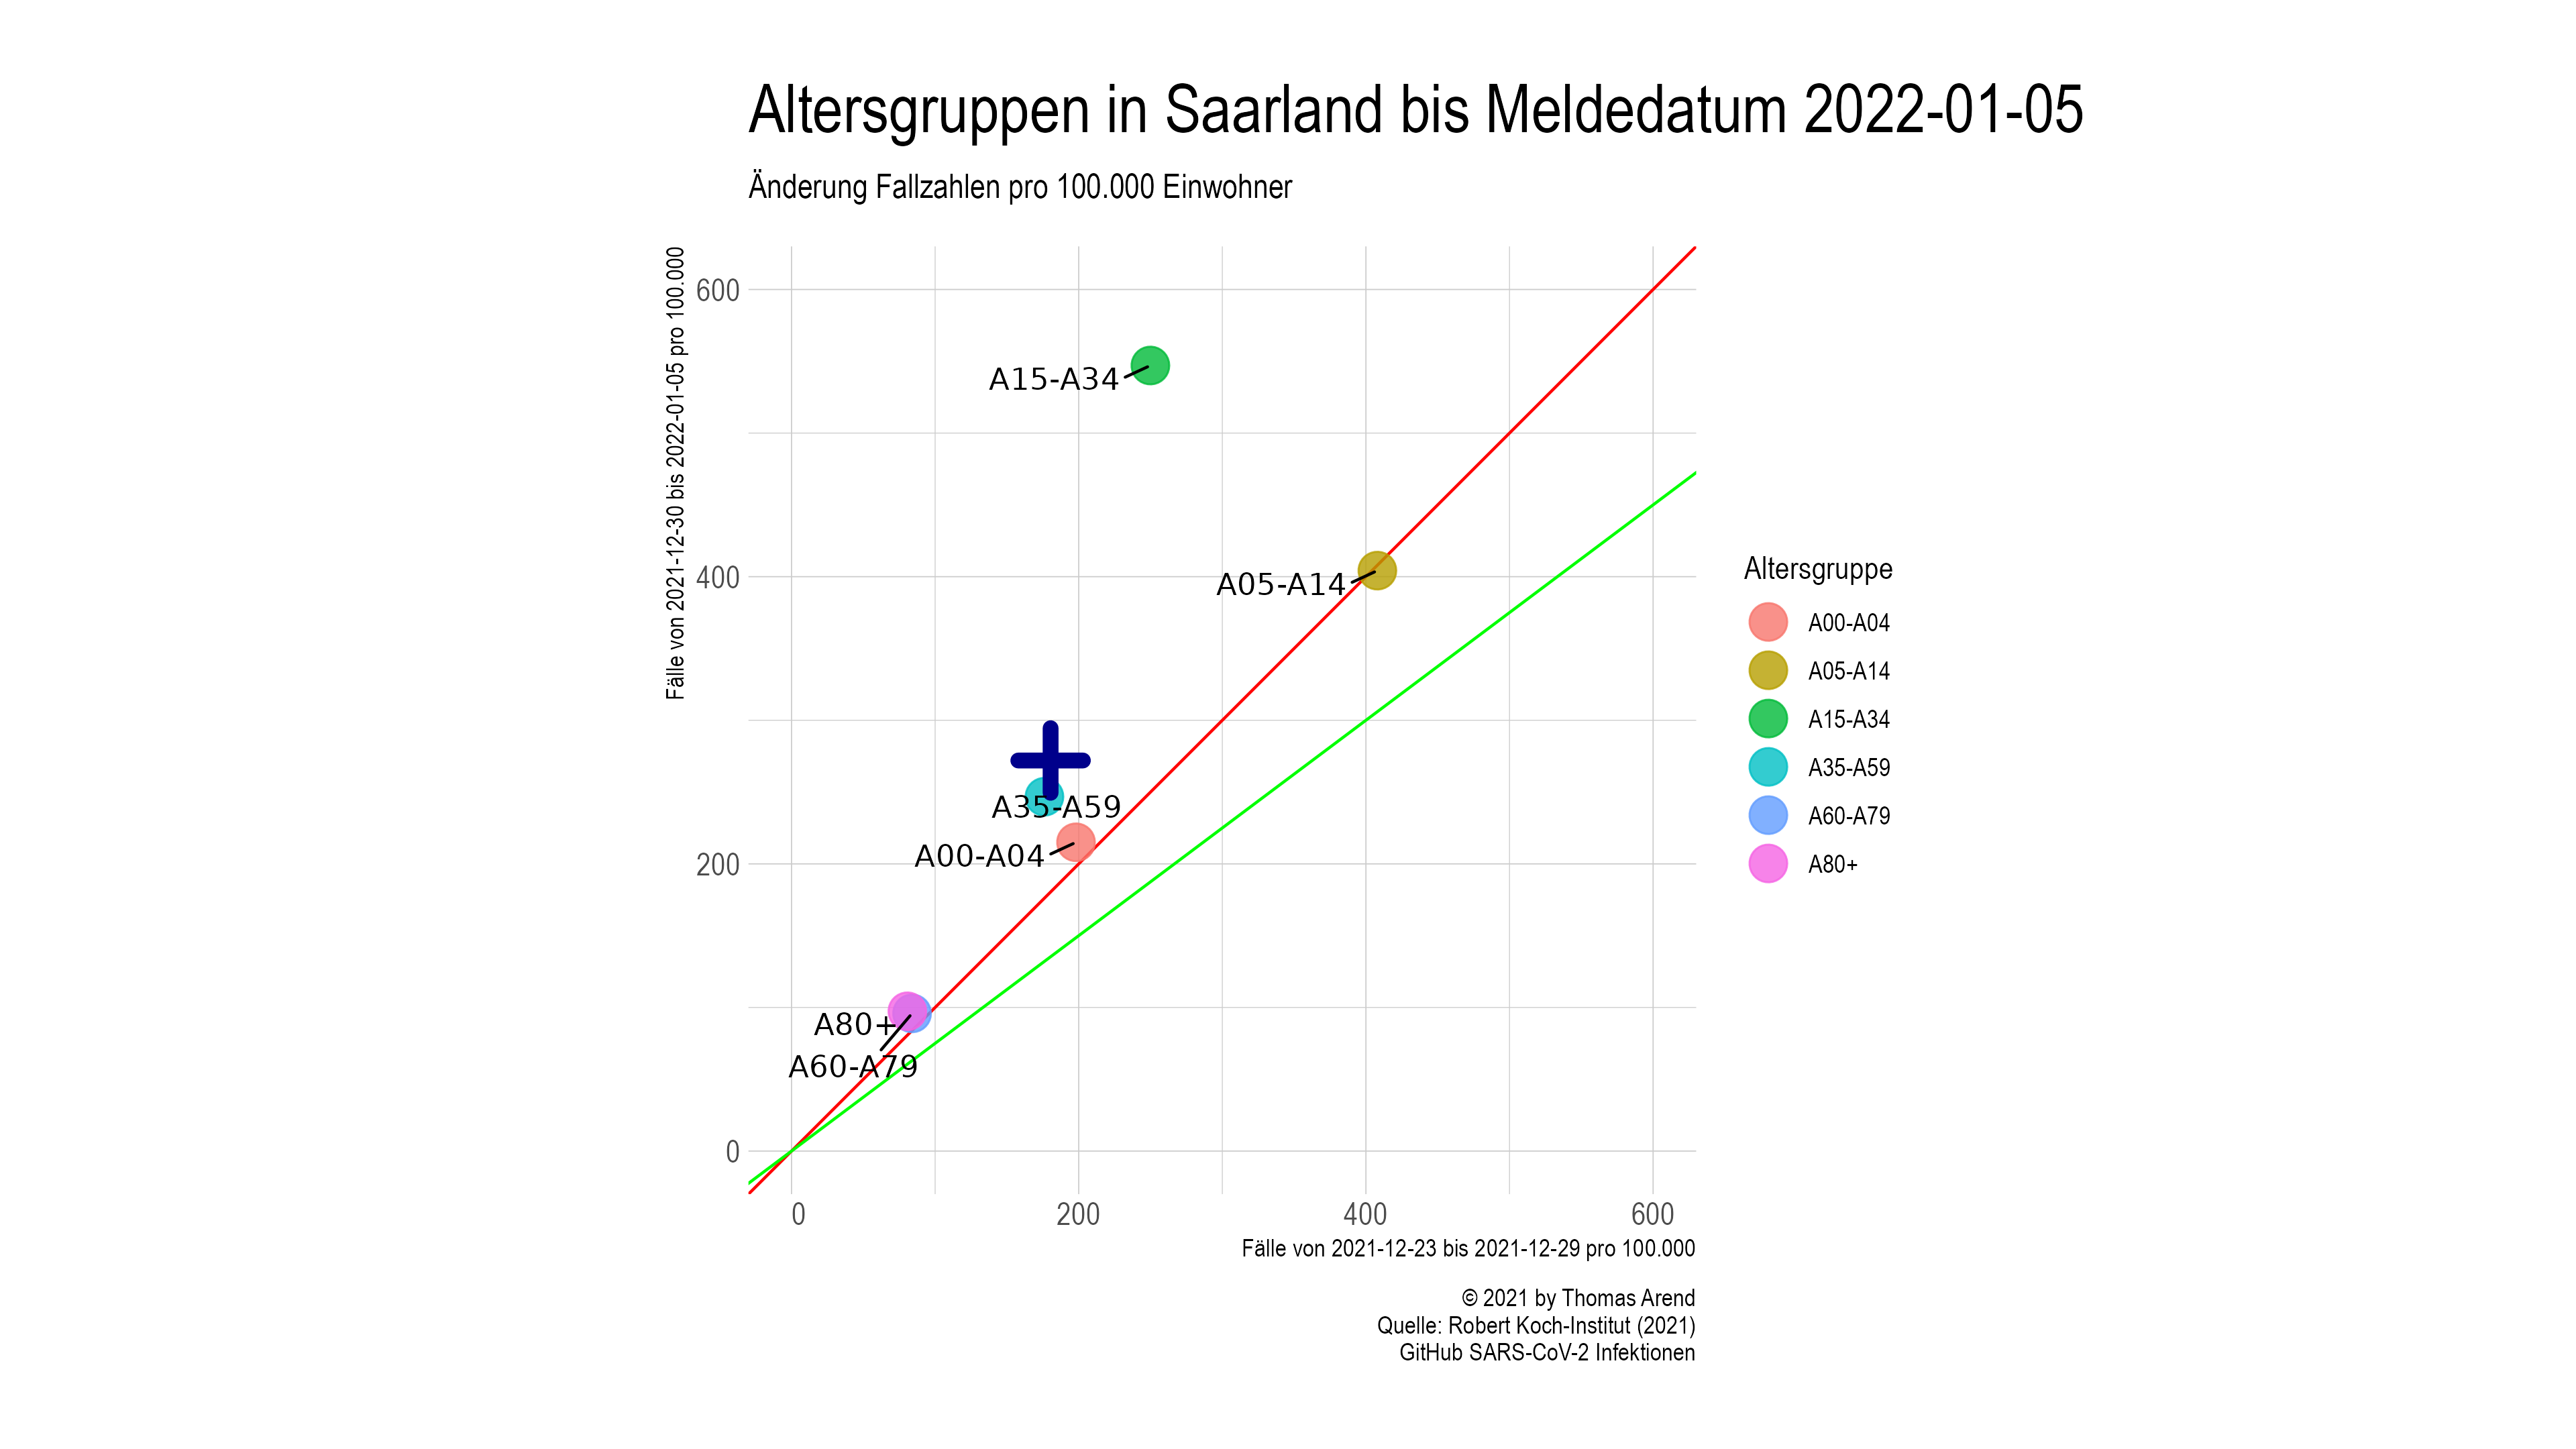 Altersgruppen in Saarland bis Meldedatum 2022-01-05
Änderung Fallzahlen pro 100.000 Einwohner
Fälle von 2021-12-30 bis 2022-01-05 pro 100.000
600
400
200
0
A15-A34
A05-A14
A35-A59
A00-A04
A80+
A60-A79
0
200
400
600
Fälle von 2021-12-23 bis 2021-12-29 pro 100.000
Altersgruppe
A00-A04
A05-A14
A15-A34
A35-A59
A60-A79
A80+
© 2021 by Thomas Arend
Quelle: Robert Koch-Institut (2021)
GitHub SARS-CoV-2 Infektionen